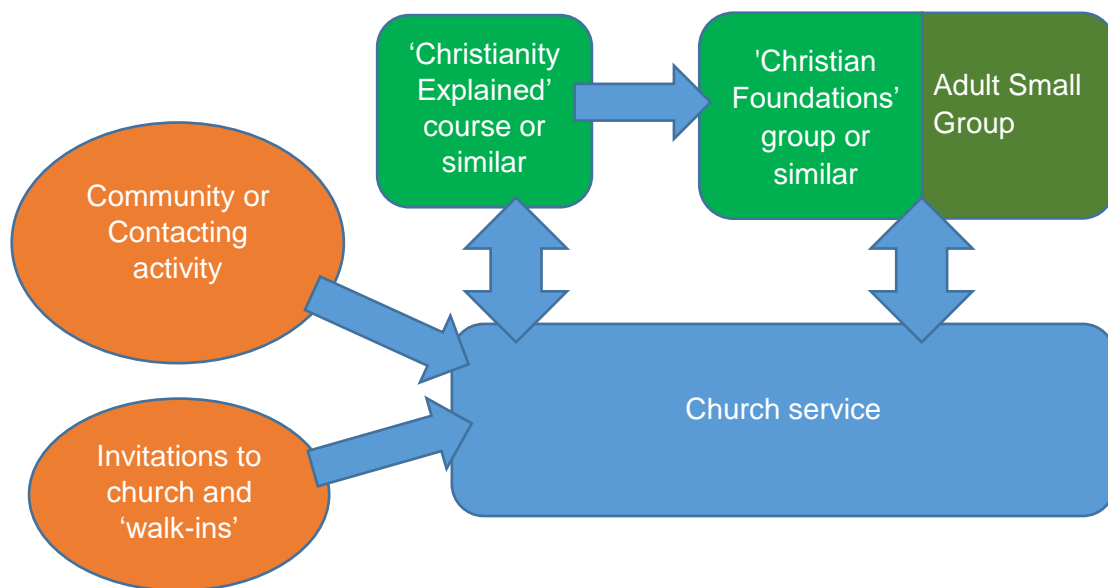 ‘Christianity
Explained’
course or
similar
'Christian
Foundations’
group or
similar
Adult Small
Group
Community or
Contacting
activity
Church service
Invitations to
church and
‘walk-ins’